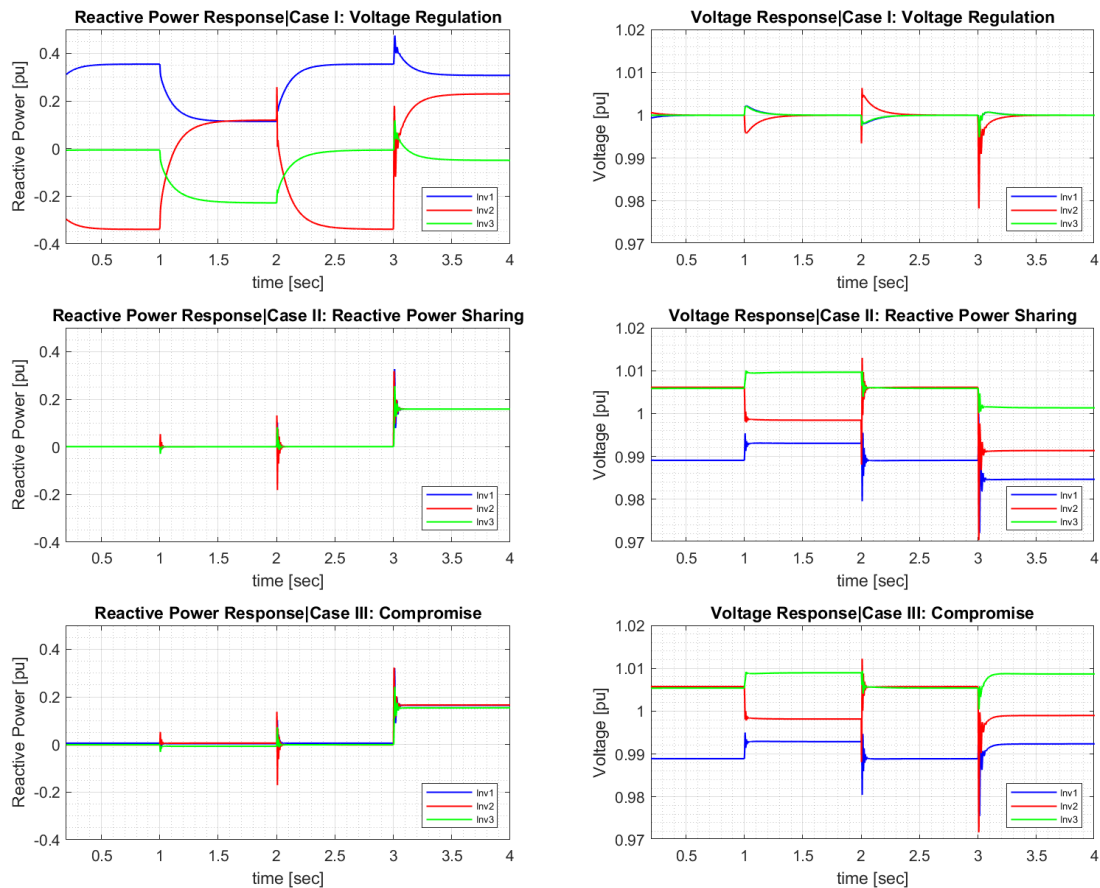 Reactive Power Response|Case I: Voltage Regulation
Reactive Power [pu]
0.4
0.2
0
-0.2
-0.4
0.5 1 1.5 2 2.5 3 3.5 4
time [sec]
Inv1
Inv2
Inv3
Voltage Response|Case I: Voltage Regulation
Voltage [pu]
1.02
1.01
1
0.99
0.98
0.97
0.5 1 1.5 2 2.5 3 3.5 4
time [sec]
Inv1
Inv2
Inv3
Reactive Power Response|Case II: Reactive Power Sharing
Reactive Power [pu]
0.4
0.2
0
-0.2
-0.4
0.5 1 1.5 2 2.5 3 3.5 4
time [sec]
Inv1
Inv2
Inv3
Voltage Response|Case II: Reactive Power Sharing
Voltage [pu]
1.02
1.01
1
0.99
0.98
0.97
0.5 1 1.5 2 2.5 3 3.5 4
time [sec]
Inv1
Inv2
Inv3
Reactive Power Response|Case III: Compromise
Reactive Power [pu]
0.4
0.2
0
-0.2
-0.4
0.5 1 1.5 2 2.5 3 3.5 4
time [sec]
Inv1
Inv2
Inv3
Voltage Response|Case III: Compromise
Voltage [pu]
1.02
1.01
1
0.99
0.98
0.97
0.5 1 1.5 2 2.5 3 3.5 4
time [sec]
Inv1
Inv2
Inv3